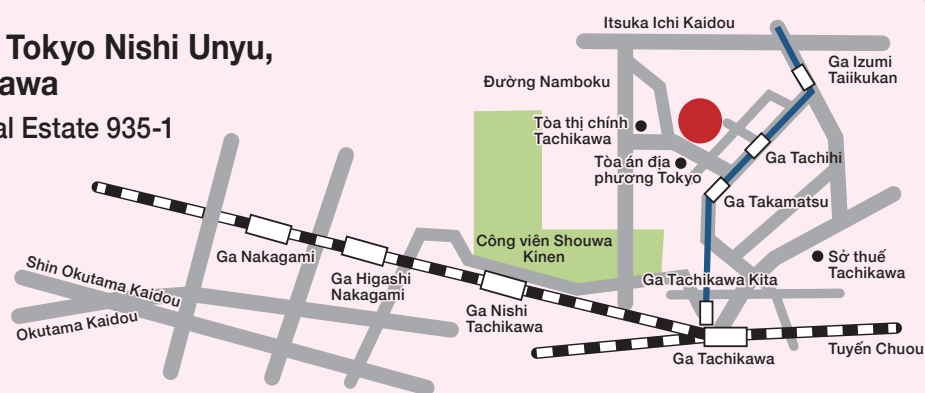 Tokyo Nishi Unyu,
awa
al Estate 935-1
Itsuka Ichi Kaidou
Ga Izumi
Taiikukan
Đường Namboku
Tòa thị chính
Tachikawa
Ga Tachihi
Tòa án địa
phương Tokyo
Ga Takamatsu
Công viên Shouwa
Kinen
Sở thuế
Tachikawa
Ga Nakagami
Ga Higashi
Nakagami
Ga Nishi
Tachikawa
Ga Tachikawa Kita
Shin Okutama Kaidou
Okutama Kaidou
Ga Tachikawa
Tuyến Chuou